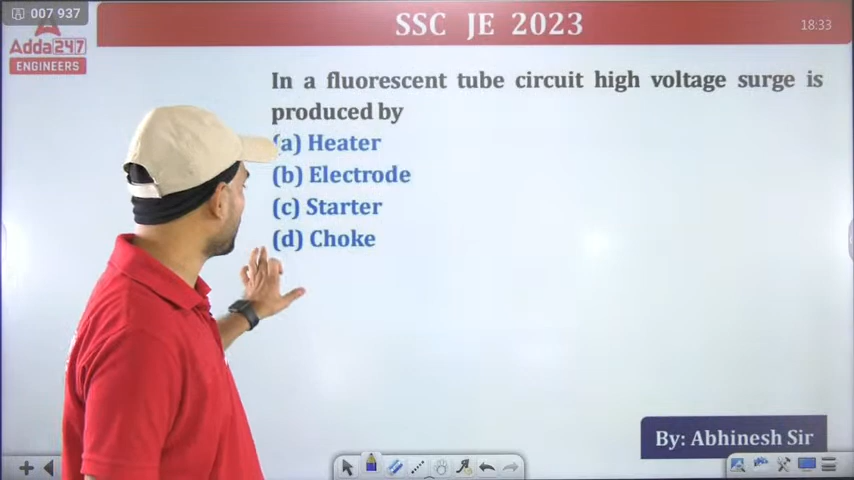 007 937
SSC JE 2023
18:33
Adda247
ENGINEERS
In a fluorescent tube circuit high voltage surge is
produced by
(a) Heater
(b) Electrode
(c) Starter
(d) Choke
By: Abhinesh Sir